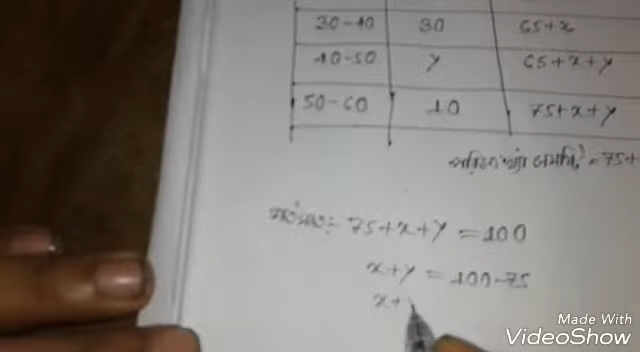 30-40 30 65+x
40-50 y 65+x+y
50-60 10 75+x+y
= 75+
75+x+y = 100
x+y = 100-75
x+
Made With
VideoShow